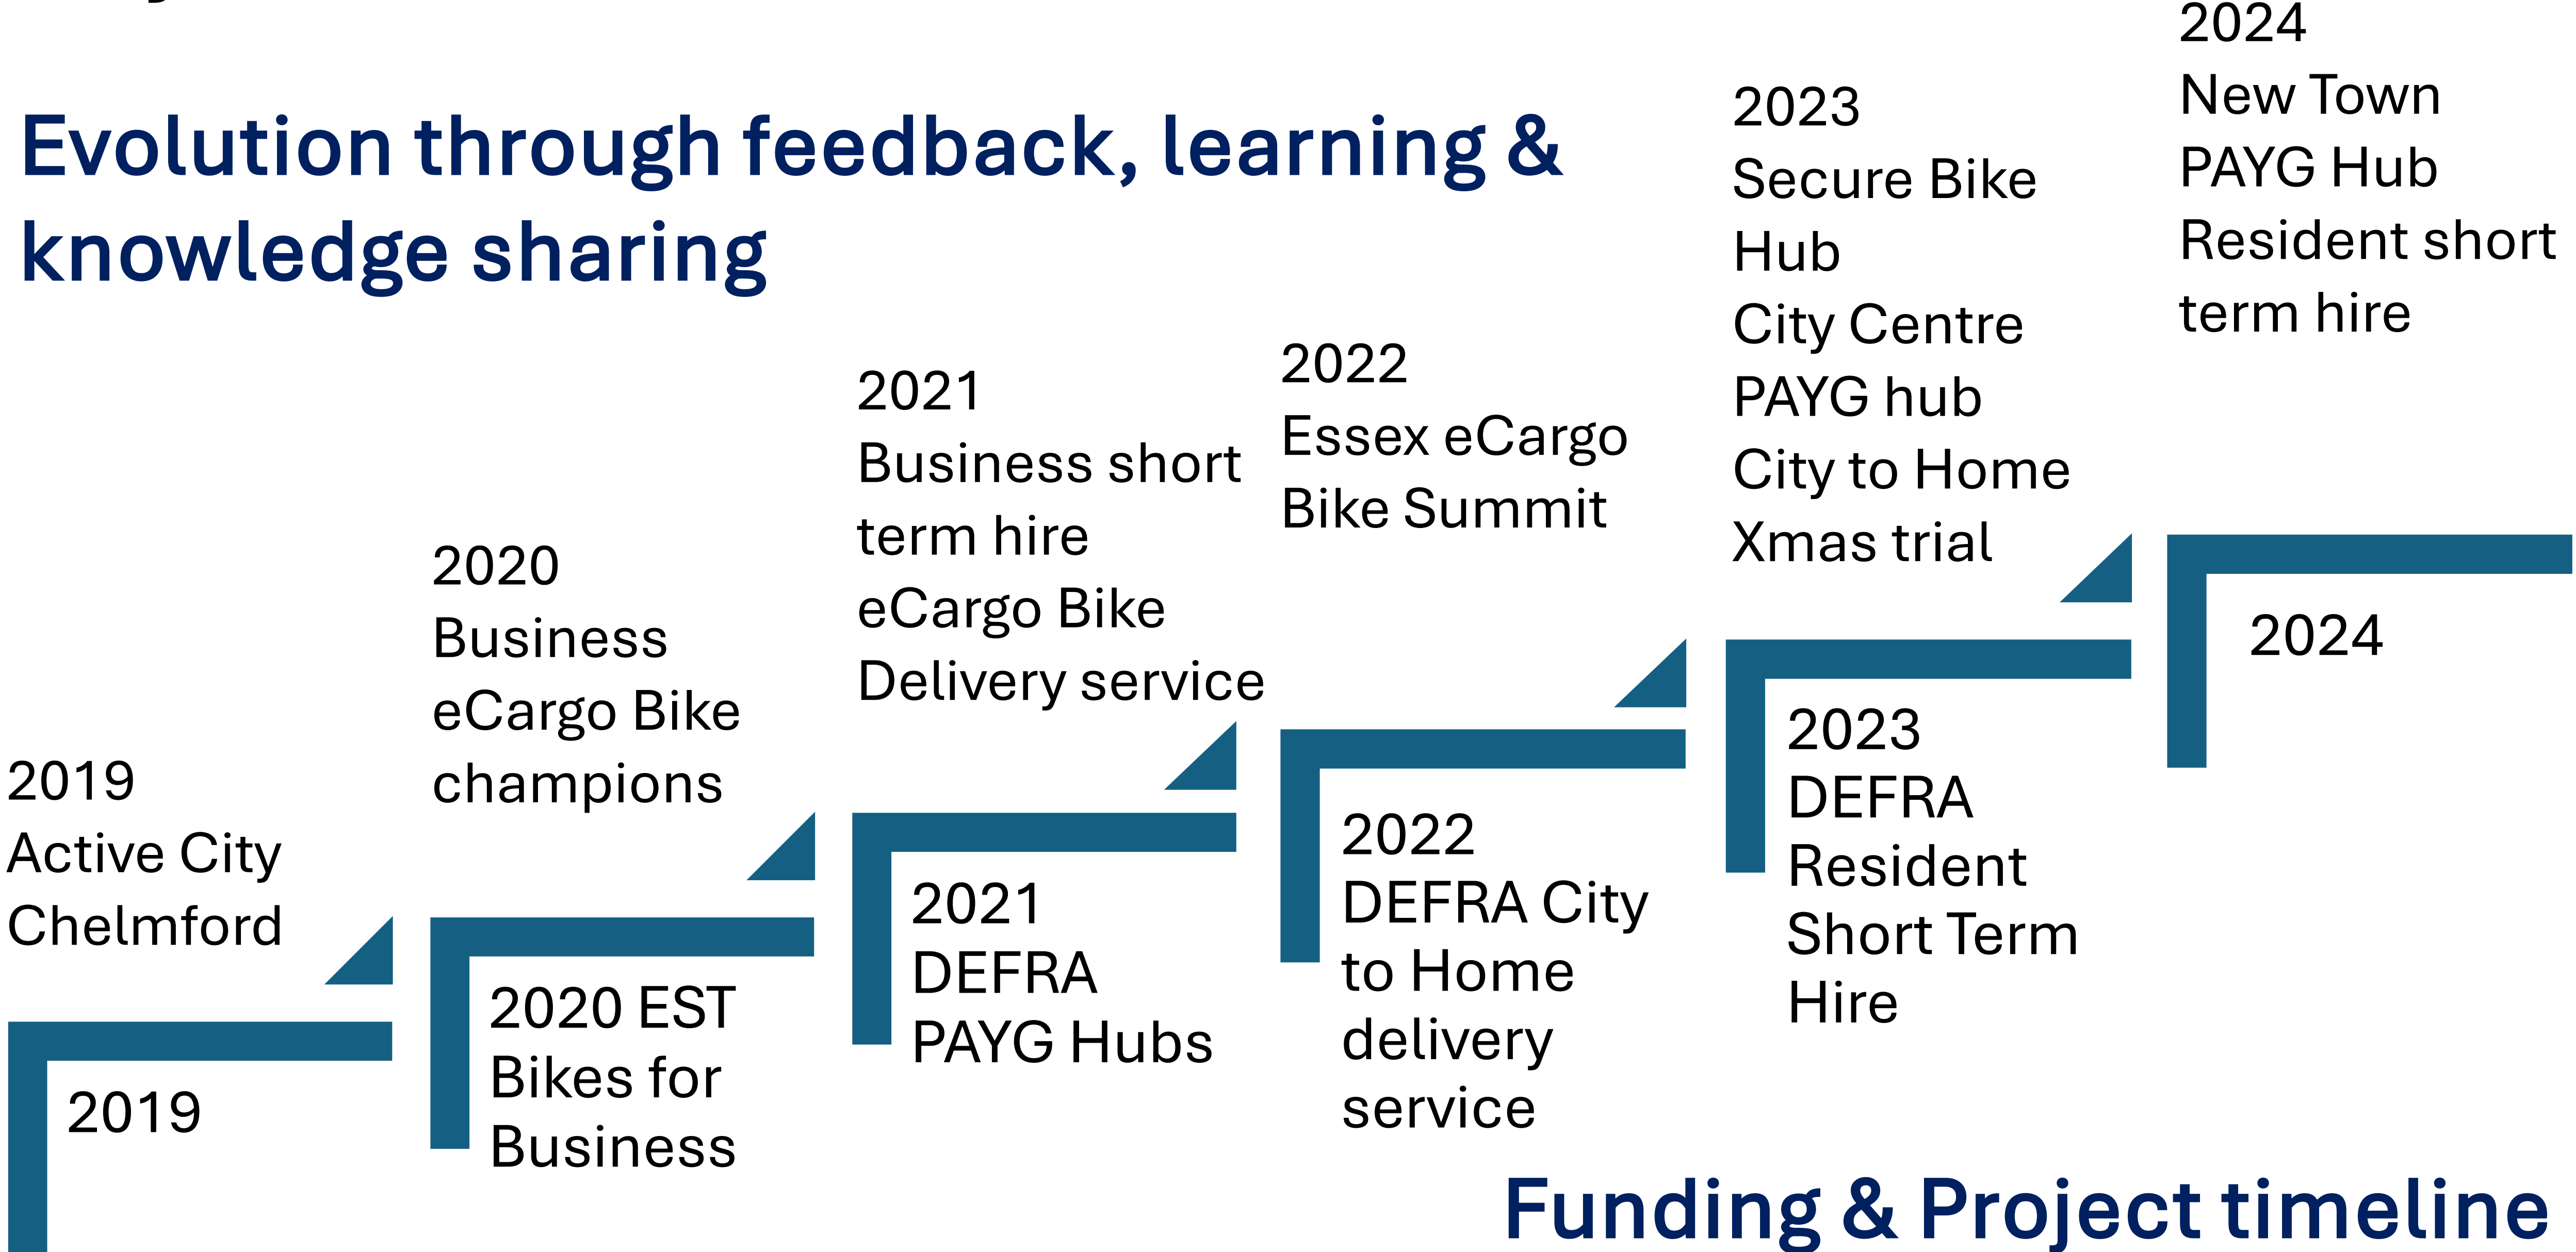 Evolution through feedback, learning &
knowledge sharing
2019
Active City
Chelmford
2019
2020
Business
eCargo Bike
champions
2020 EST
Bikes for
Business
2021
Business short
term hire
eCargo Bike
Delivery service
2021
DEFRA
PAYG Hubs
2022
Essex eCargo
Bike Summit
2022
DEFRA City
to Home
delivery
service
2023
Secure Bike
Hub
City Centre
PAYG hub
City to Home
Xmas trial
2023
DEFRA
Resident
Short Term
Hire
2024
New Town
PAYG Hub
Resident short
term hire
2024
Funding & Project timeline